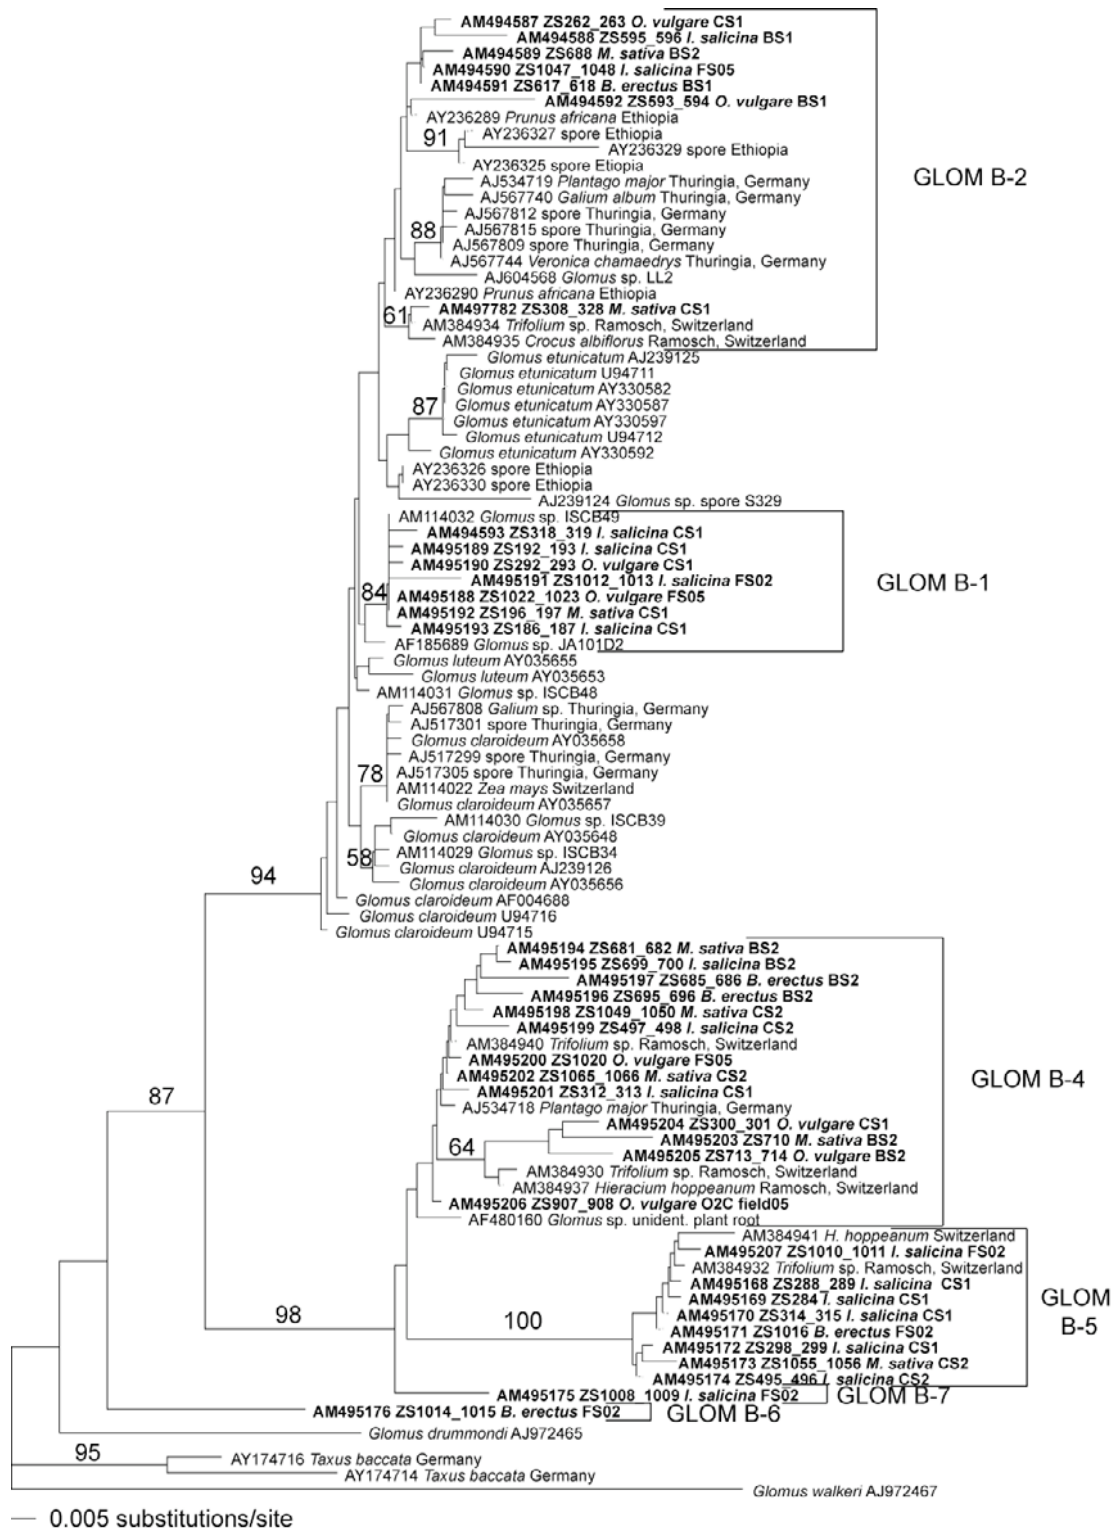 AM494587 ZS262_263 O. vulgare CS1
AM494588 ZS595_596 I. salicina BS1
AM494589 ZS688 M. sativa BS2
AM494590 ZS1047_1048 I. salicina FS05
AM494591 ZS617_618 B. erectus BS1
AM494592 ZS593_594 O. vulgare BS1
AY236289 Prunus africana Ethiopia
91
AY236327 spore Ethiopia
AY236329 spore Ethiopia
AY236325 spore Etiopia
GLOM B-2
AJ534719 Plantago major Thuringia, Germany
AJ567740 Galium album Thuringia, Germany
AJ567812 spore Thuringia, Germany
88
AJ567815 spore Thuringia, Germany
AJ567809 spore Thuringia, Germany
AJ567744 Veronica chamaedrys Thuringia, Germany
AJ604568 Glomus sp. LL2
AY236290 Prunus africana Ethiopia
61
AM497782 ZS308_328 M. sativa CS1
AM384934 Trifolium sp. Ramosch, Switzerland
AM384935 Crocus albiflorus Ramosch, Switzerland
Glomus etunicatum AJ239125
Glomus etunicatum U94711
Glomus etunicatum AY330582
87
Glomus etunicatum AY330587
Glomus etunicatum AY330597
Glomus etunicatum U94712
Glomus etunicatum AY330592
AY236326 spore Ethiopia
AY236330 spore Ethiopia
AJ239124 Glomus sp. spore S329
AM114032 Glomus sp. ISCB49
AM494593 ZS318_319 I. salicina CS1
AM495189 ZS192_193 I. salicina CS1
AM495190 ZS292_293 O. vulgare CS1
AM495191 ZS1012_1013 I. salicina FS02
GLOM B-1
84
AM495188 ZS1022_1023 O. vulgare FS05
AM495192 ZS196_197 M. sativa CS1
AM495193 ZS186_187 I. salicina CS1
AF185689 Glomus sp. JA101D2
Glomus luteum AY035655
Glomus luteum AY035653
AM114031 Glomus sp. ISCB48
AJ567808 Galium sp. Thuringia, Germany
AJ517301 spore Thuringia, Germany
Glomus claroideum AY035658
AJ517299 spore Thuringia, Germany
78
AJ517305 spore Thuringia, Germany
AM114022 Zea mays Switzerland
Glomus claroideum AY035657
AM114030 Glomus sp. ISCB39
Glomus claroideum AY035648
58
AM114029 Glomus sp. ISCB34
Glomus claroideum AJ239126
Glomus claroideum AY035656
94
Glomus claroideum AF004688
Glomus claroideum U94716
Glomus claroideum U94715
AM495194 ZS681_682 M. sativa BS2
AM495195 ZS699_700 I. salicina BS2
AM495197 ZS685_686 B. erectus BS2
AM495196 ZS695_696 B. erectus BS2
AM495198 ZS1049_1050 M. sativa CS2
AM495199 ZS497_498 I. salicina CS2
AM384940 Trifolium sp. Ramosch, Switzerland
AM495200 ZS1020 O. vulgare FS05
AM495202 ZS1065_1066 M. sativa CS2
GLOM B-4
87
AM495201 ZS312_313 I. salicina CS1
AJ534718 Plantago major Thuringia, Germany
AM495204 ZS300_301 O. vulgare CS1
64
AM495203 ZS710 M. sativa BS2
AM495205 ZS713_714 O. vulgare BS2
AM384930 Trifolium sp. Ramosch, Switzerland
AM384937 Hieracium hoppeanum Ramosch, Switzerland
AM495206 ZS907_908 O. vulgare O2C field05
AF480160 Glomus sp. unident. plant root
AM384941 H. hoppeanum Switzerland
AM495207 ZS1010_1011 I. salicina FS02
AM384932 Trifolium sp. Ramosch, Switzerland
AM495168 ZS288_289 I. salicina CS1
AM495169 ZS284 I. salicina CS1
GLOM
B-5
98
100
AM495170 ZS314_315 I. salicina CS1
AM495171 ZS1016 B. erectus FS02
AM495172 ZS298_299 I. salicina CS1
AM495173 ZS1055_1056 M. sativa CS2
AM495174 ZS495_496 I. salicina CS2
AM495175 ZS1008_1009 I. salicina FS02
GLOM B-7
AM495176 ZS1014_1015 B. erectus FS02
GLOM B-6
Glomus drummondi AJ972465
95
AY174716 Taxus baccata Germany
AY174714 Taxus baccata Germany
Glomus walkeri AJ972467
0.005 substitutions/site